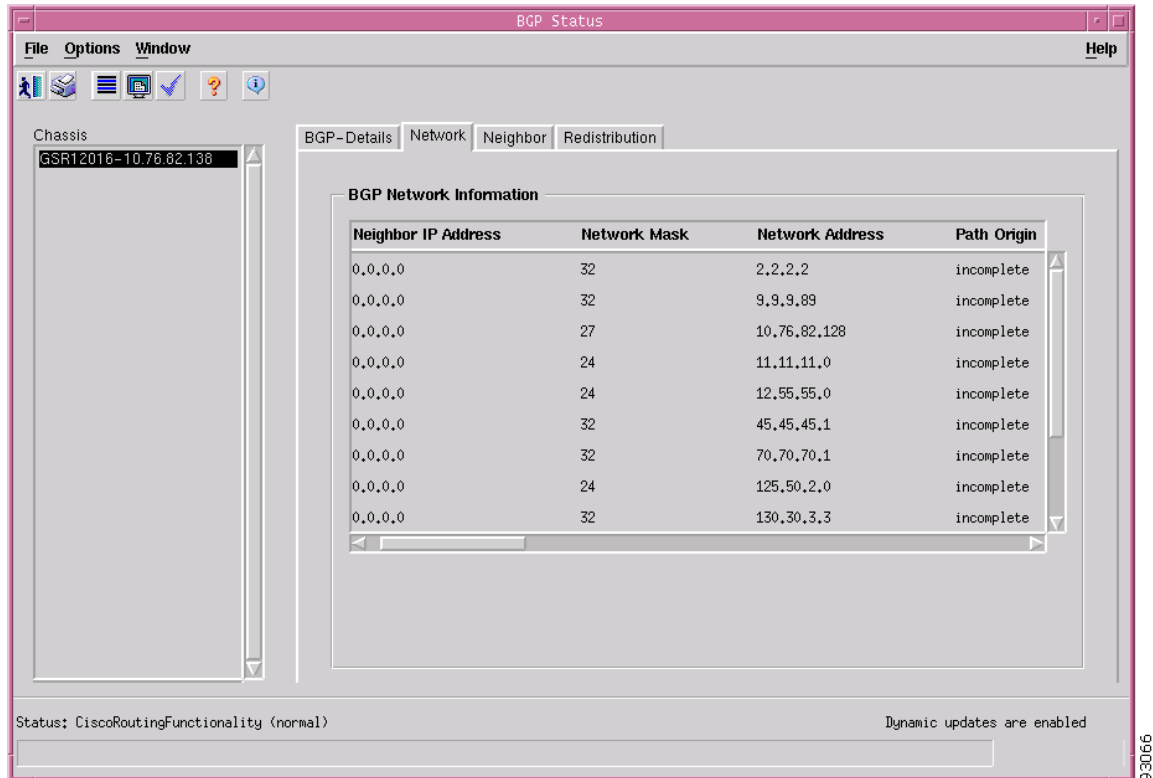 BGP Status
File Options Window Help
Chassis
GSR12016-10.76.82.138
BGP-Details Network Neighbor Redistribution
BGP Network Information
Neighbor IP Address Network Mask Network Address Path Origin
0.0.0.0 32 2.2.2.2 incomplete
0.0.0.0 32 9.9.9.89 incomplete
0.0.0.0 27 10.76.82.128 incomplete
0.0.0.0 24 11.11.11.0 incomplete
0.0.0.0 24 12.55.55.0 incomplete
0.0.0.0 32 45.45.45.1 incomplete
0.0.0.0 32 70.70.70.1 incomplete
0.0.0.0 24 125.50.2.0 incomplete
0.0.0.0 32 130.30.3.3 incomplete
Status: CiscoRoutingFunctionality (normal) Dynamic updates are enabled
93066